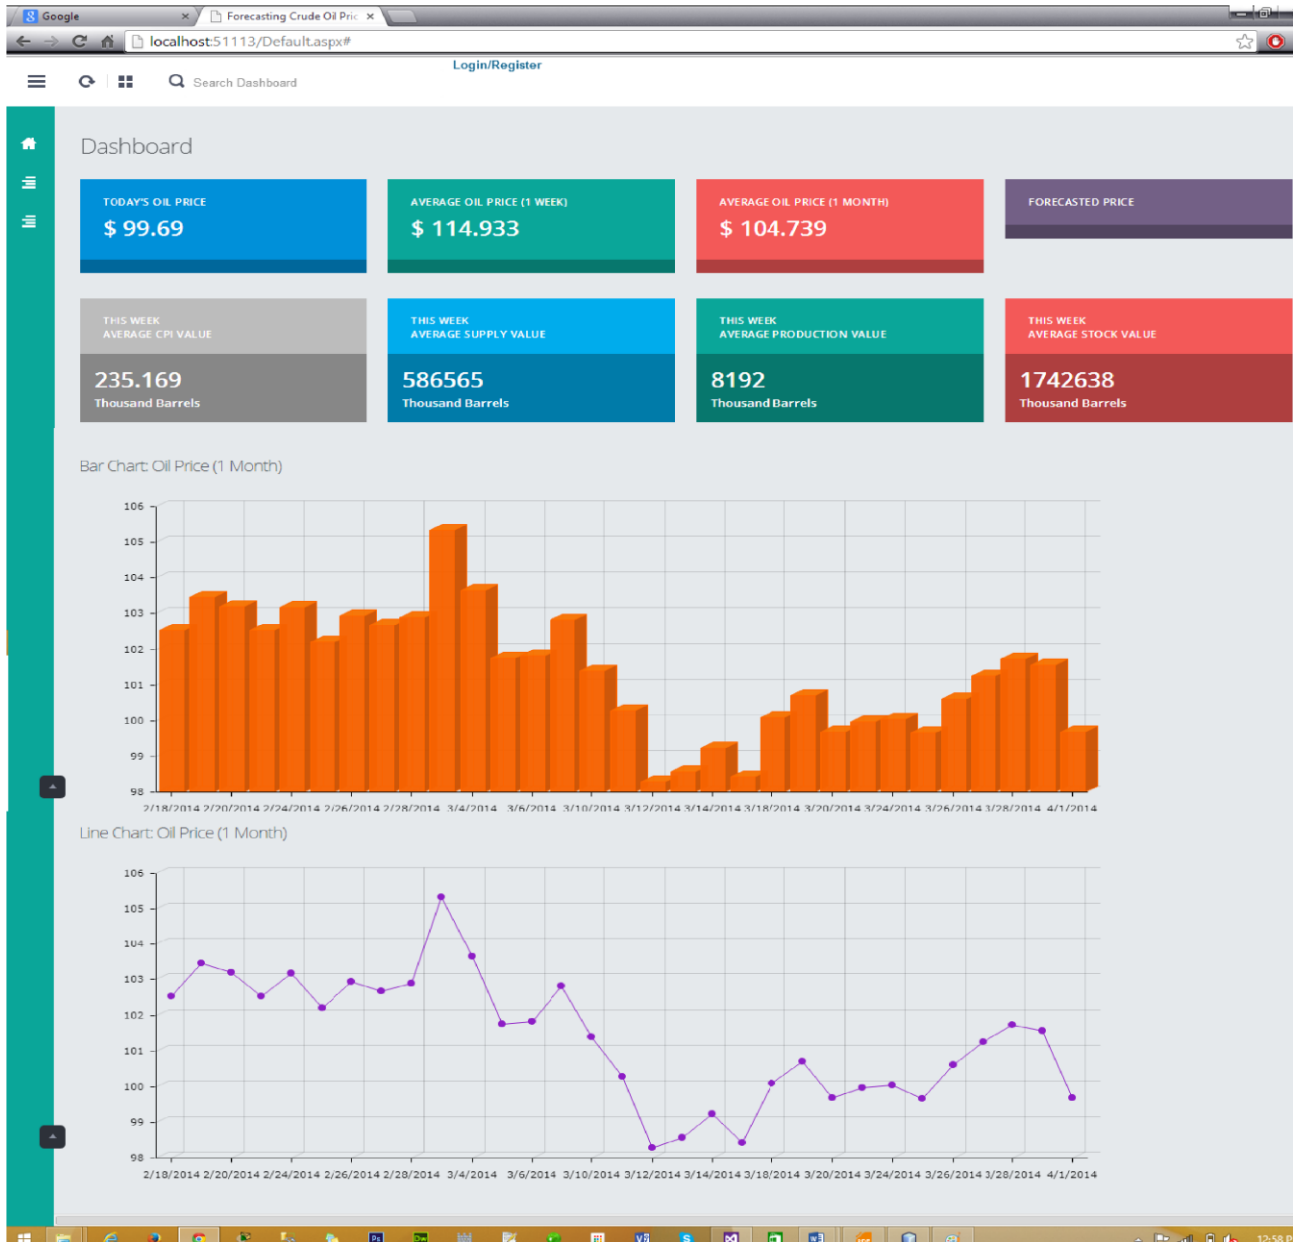 Google
Forecasting Crude Oil Pric
localhost:51113/Default.aspx#
Login/Register
Search Dashboard
Dashboard
TODAY'S OIL PRICE
$ 99.69
AVERAGE OIL PRICE (1 WEEK)
$ 114.933
AVERAGE OIL PRICE (1 MONTH)
$ 104.739
FORECASTED PRICE
THIS WEEK
AVERAGE CPI VALUE
235.169
Thousand Barrels
THIS WEEK
AVERAGE SUPPLY VALUE
586565
Thousand Barrels
THIS WEEK
AVERAGE PRODUCTION VALUE
8192
Thousand Barrels
THIS WEEK
AVERAGE STOCK VALUE
1742638
Thousand Barrels
Bar Chart: Oil Price (1 Month)
106
105
104
103
102
101
100
99
98
2/18/2014 2/20/2014 2/24/2014 2/26/2014 2/28/2014 3/4/2014 3/6/2014 3/10/2014 3/12/2014 3/14/2014 3/18/2014 3/20/2014 3/24/2014 3/26/2014 3/28/2014 4/1/2014
Line Chart: Oil Price (1 Month)
106
105
104
103
102
101
100
99
98
2/18/2014 2/20/2014 2/24/2014 2/26/2014 2/28/2014 3/4/2014 3/6/2014 3/10/2014 3/12/2014 3/14/2014 3/18/2014 3/20/2014 3/24/2014 3/26/2014 3/28/2014 4/1/2014
12:58 P